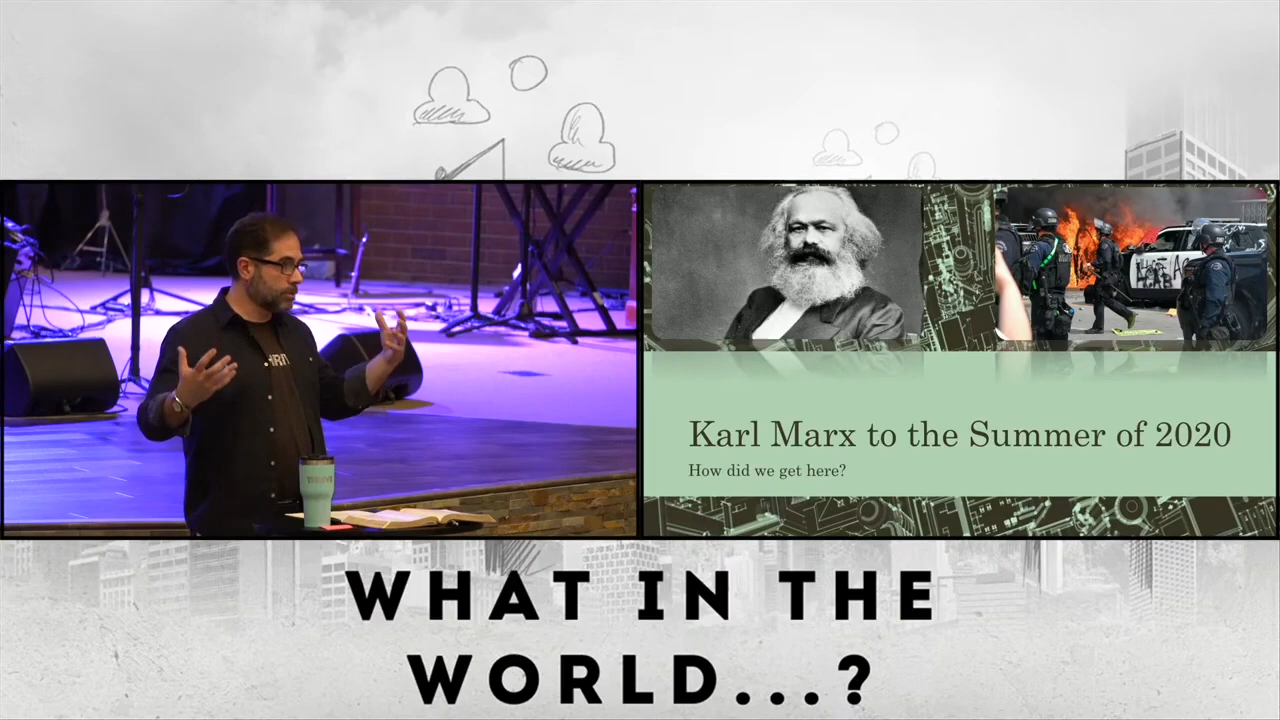 Karl Marx to the Summer of 2020
How did we get here?
WHAT IN THE
WORLD...?